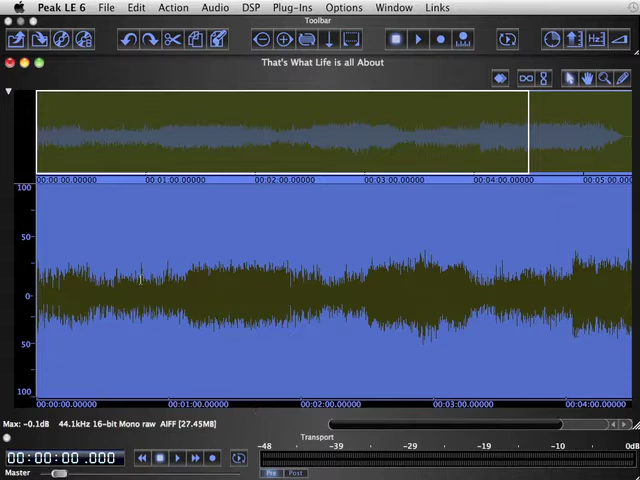 Peak LE 6 File Edit Action Audio DSP Plug-Ins Options Window Links
Toolbar
That's What Life is all About
00:00:00.00000 00:01:00.00000 00:02:00.00000 00:03:00.00000 00:04:00.00000 00:05:00.000
100
50
0
50
100
00:00:00.00000 00:01:00.00000 00:02:00.00000 00:03:00.00000 00:04:00.0000
Max: -0.1dB 44.1kHz 16-bit Mono raw AIFF [27.45MB]
Transport
00:00:00 .000
-48 -39 -29 -19 -10 0dB
Master
Pre Post